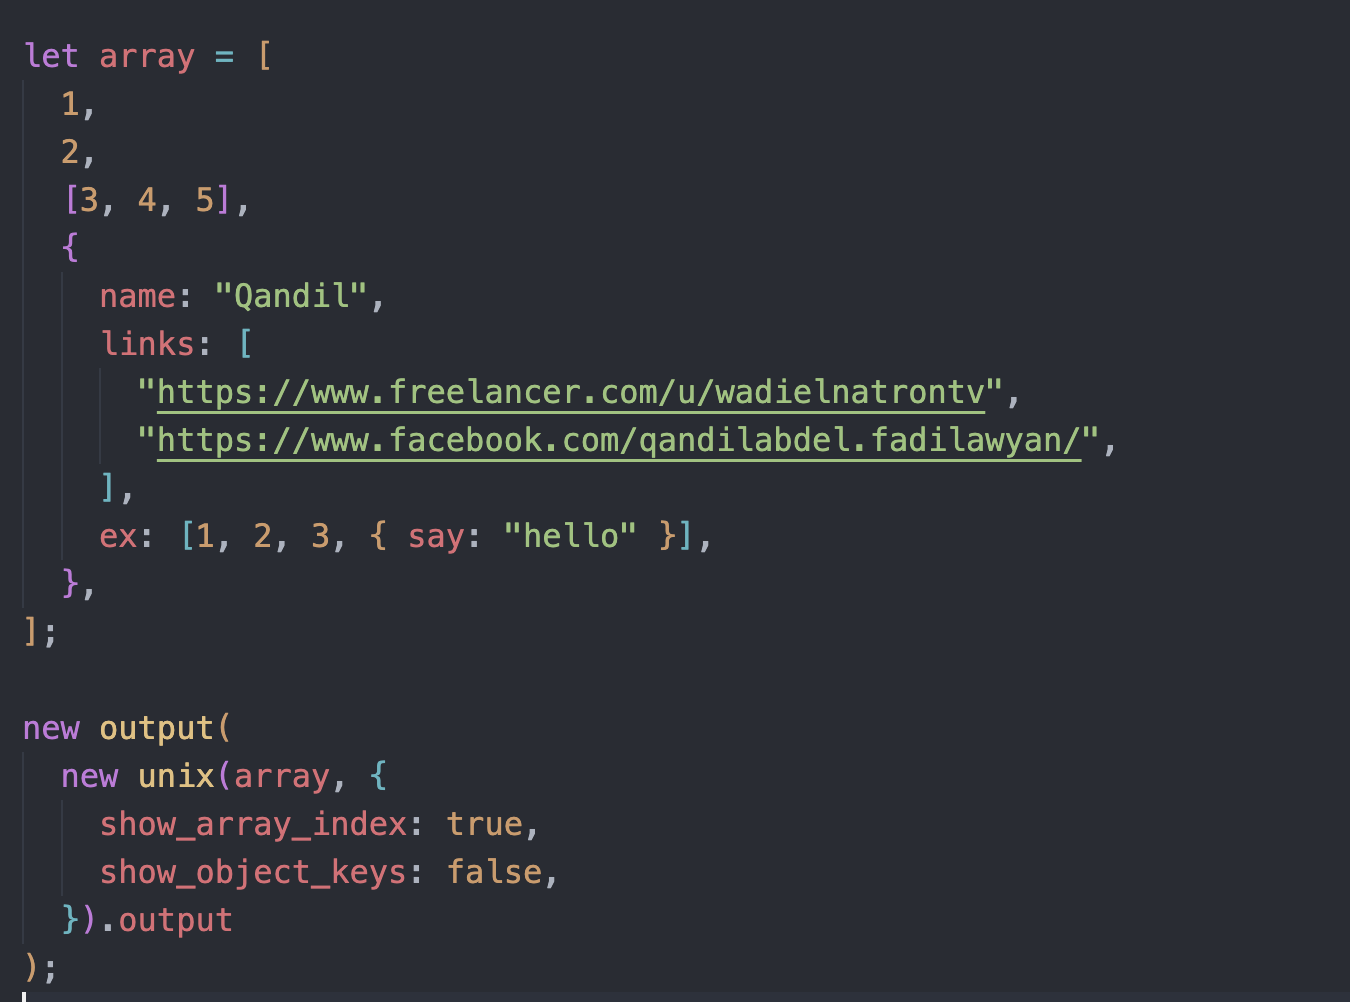 let array = [
  1,
  2,
  [3, 4, 5],
  {
    name: "Qandil",
    links: [
      "https://www.freelancer.com/u/wadielnatrontv",
      "https://www.facebook.com/qandilabdel.fadilawyan/",
    ],
    ex: [1, 2, 3, { say: "hello" }],
  },
];

new output(
  new unix(array, {
    show_array_index: true,
    show_object_keys: false,
  }).output
);